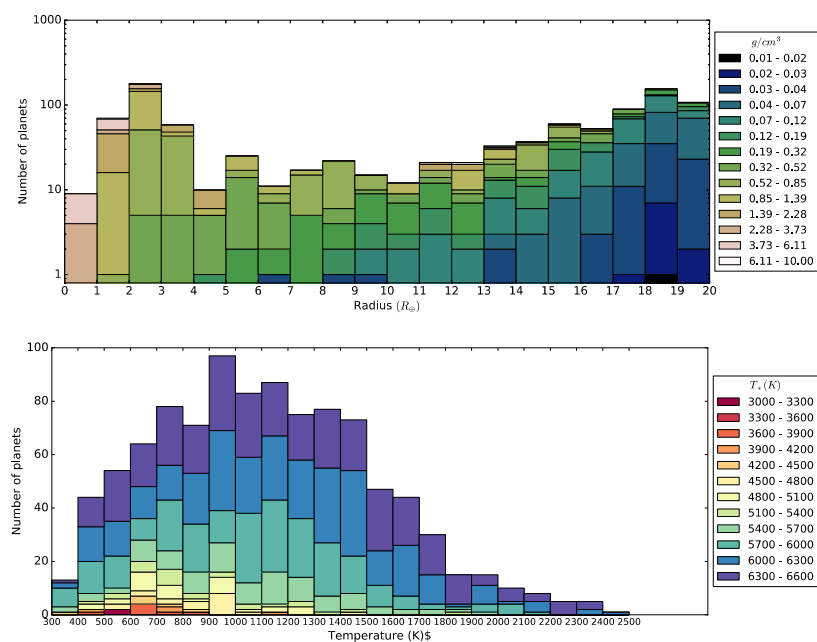 1000
100
10
1
Number of planets
0 1 2 3 4 5 6 7 8 9 10 11 12 13 14 15 16 17 18 19 20
Radius (R⊕)
g/cm³
0.01 - 0.02
0.02 - 0.03
0.03 - 0.04
0.04 - 0.07
0.07 - 0.12
0.12 - 0.19
0.19 - 0.32
0.32 - 0.52
0.52 - 0.85
0.85 - 1.39
1.39 - 2.28
2.28 - 3.73
3.73 - 6.11
6.11 - 10.00
100
80
60
40
20
0
Number of planets
300 400 500 600 700 800 900 1000 1100 1200 1300 1400 1500 1600 1700 1800 1900 2000 2100 2200 2300 2400 2500
Temperature (K)$
T* (K)
3000 - 3300
3300 - 3600
3600 - 3900
3900 - 4200
4200 - 4500
4500 - 4800
4800 - 5100
5100 - 5400
5400 - 5700
5700 - 6000
6000 - 6300
6300 - 6600